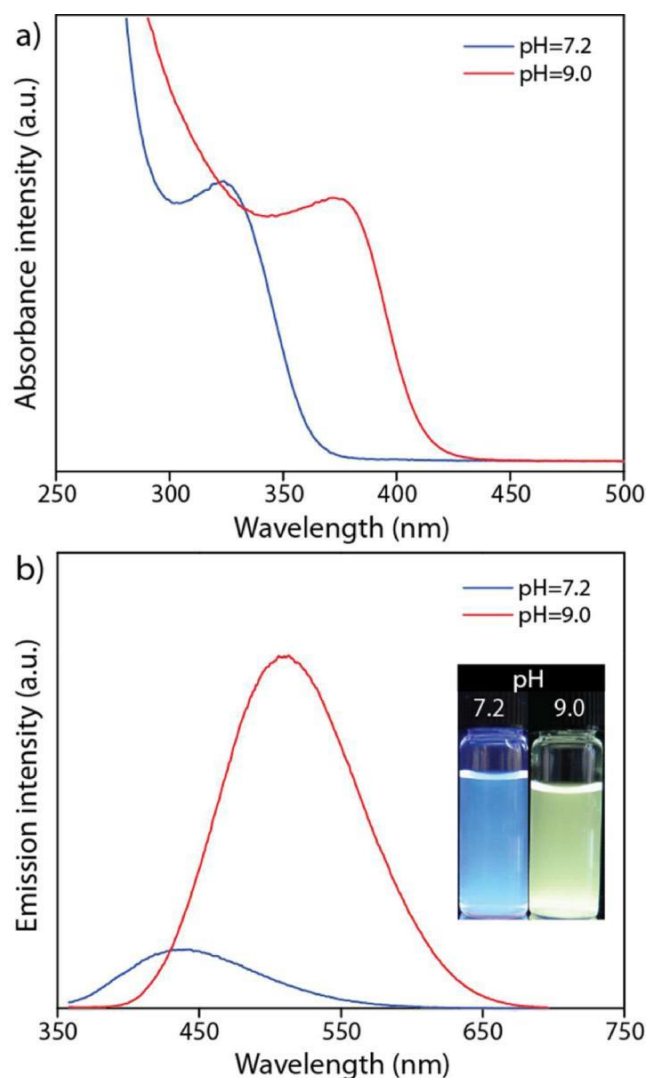 a)
pH=7.2
pH=9.0
Absorbance intensity (a.u.)
250 300 350 400 450 500
Wavelength (nm)
b)
pH=7.2
pH=9.0
pH
7.2 9.0
Emission intensity (a.u.)
350 450 550 650 750
Wavelength (nm)